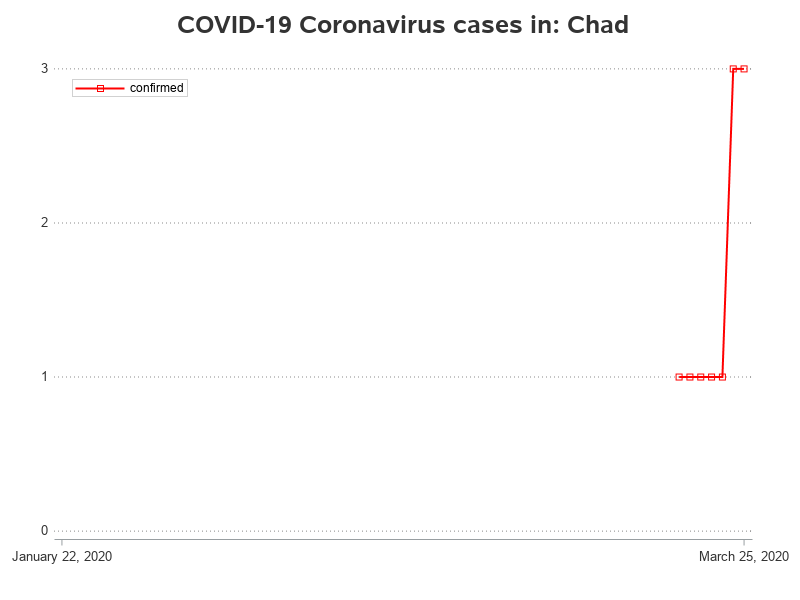 COVID-19 Coronavirus cases in: Chad
3
confirmed
2
1
0
January 22, 2020
March 25, 2020